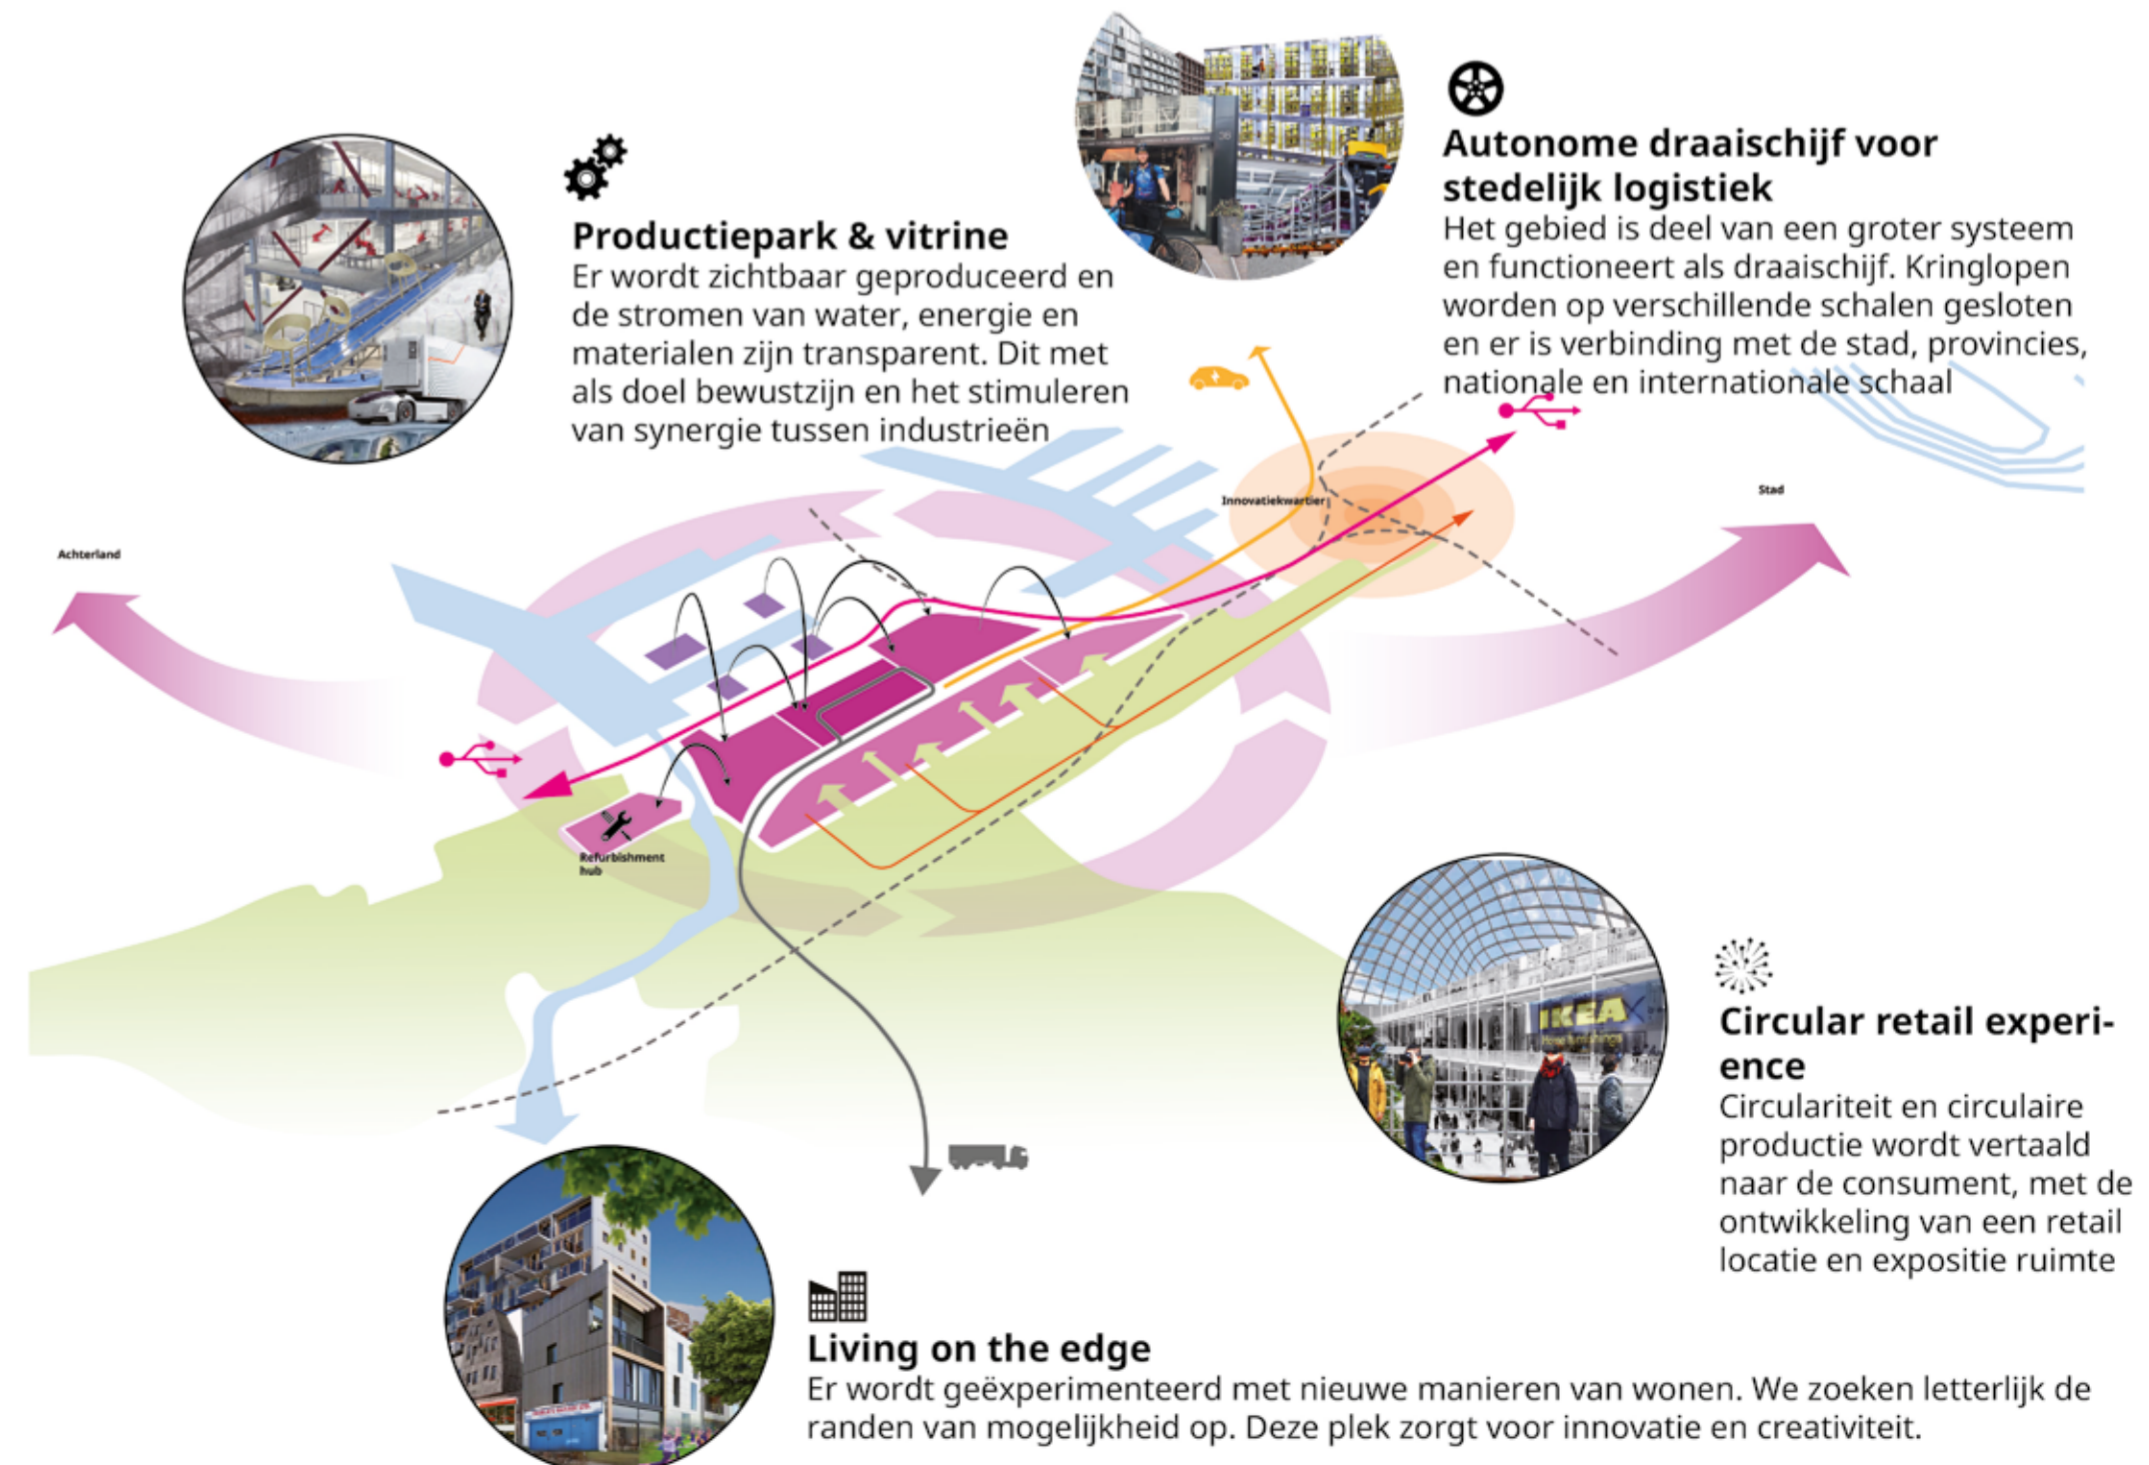 Autonome draaischijf voor
stedelijk logistiek
Het gebied is deel van een groter systeem
en functioneert als draaischijf. Kringlopen
worden op verschillende schalen gesloten
en er is verbinding met de stad, provincies,
nationale en internationale schaal
Productiepark & vitrine
Er wordt zichtbaar geproduceerd en
de stromen van water, energie en
materialen zijn transparent. Dit met
als doel bewustzijn en het stimuleren
van synergie tussen industrieën
Innovatiekwartier
Stad
Achterland
Refurbishment
hub
IKEA
Circular retail experi-
ence
Circulariteit en circulaire
productie wordt vertaald
naar de consument, met de
ontwikkeling van een retail
locatie en expositie ruimte
Living on the edge
Er wordt geëxperimenteerd met nieuwe manieren van wonen. We zoeken letterlijk de
randen van mogelijkheid op. Deze plek zorgt voor innovatie en creativiteit.